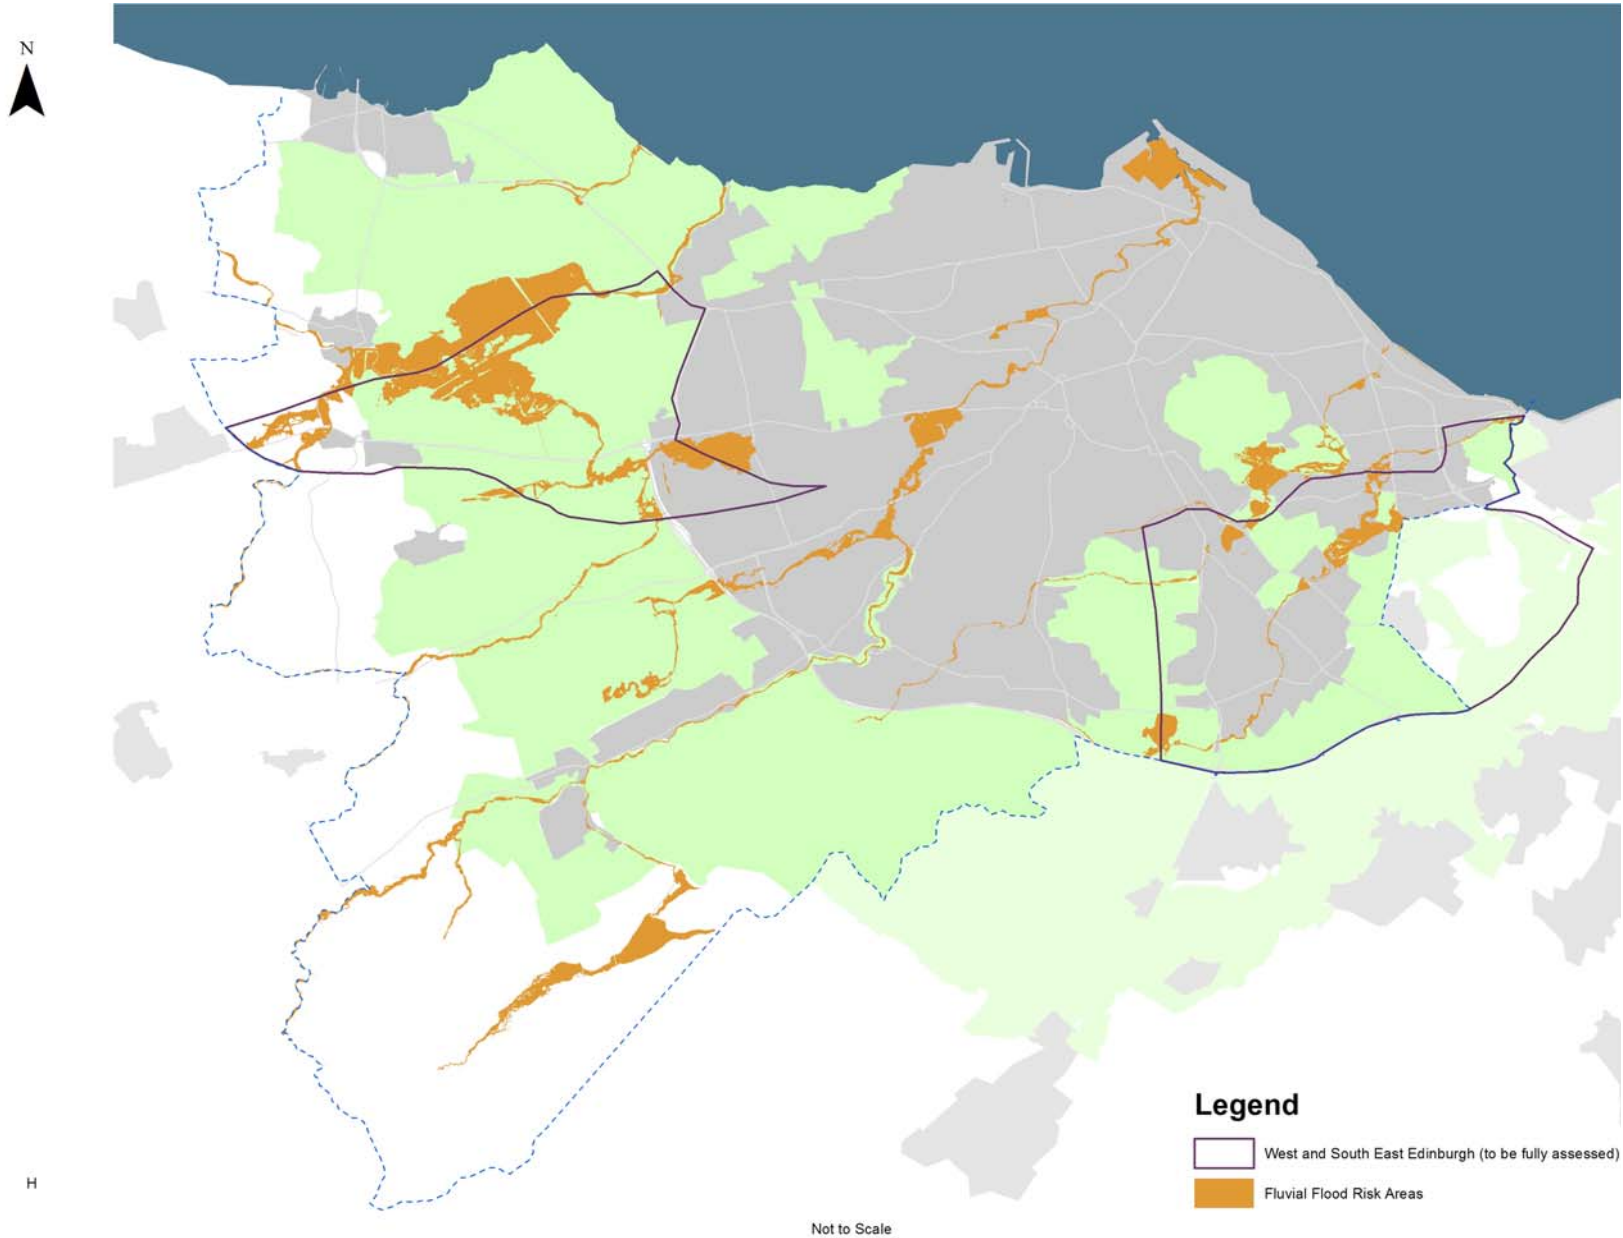 N
H
Legend
West and South East Edinburgh (to be fully assessed)
Fluvial Flood Risk Areas
Not to Scale